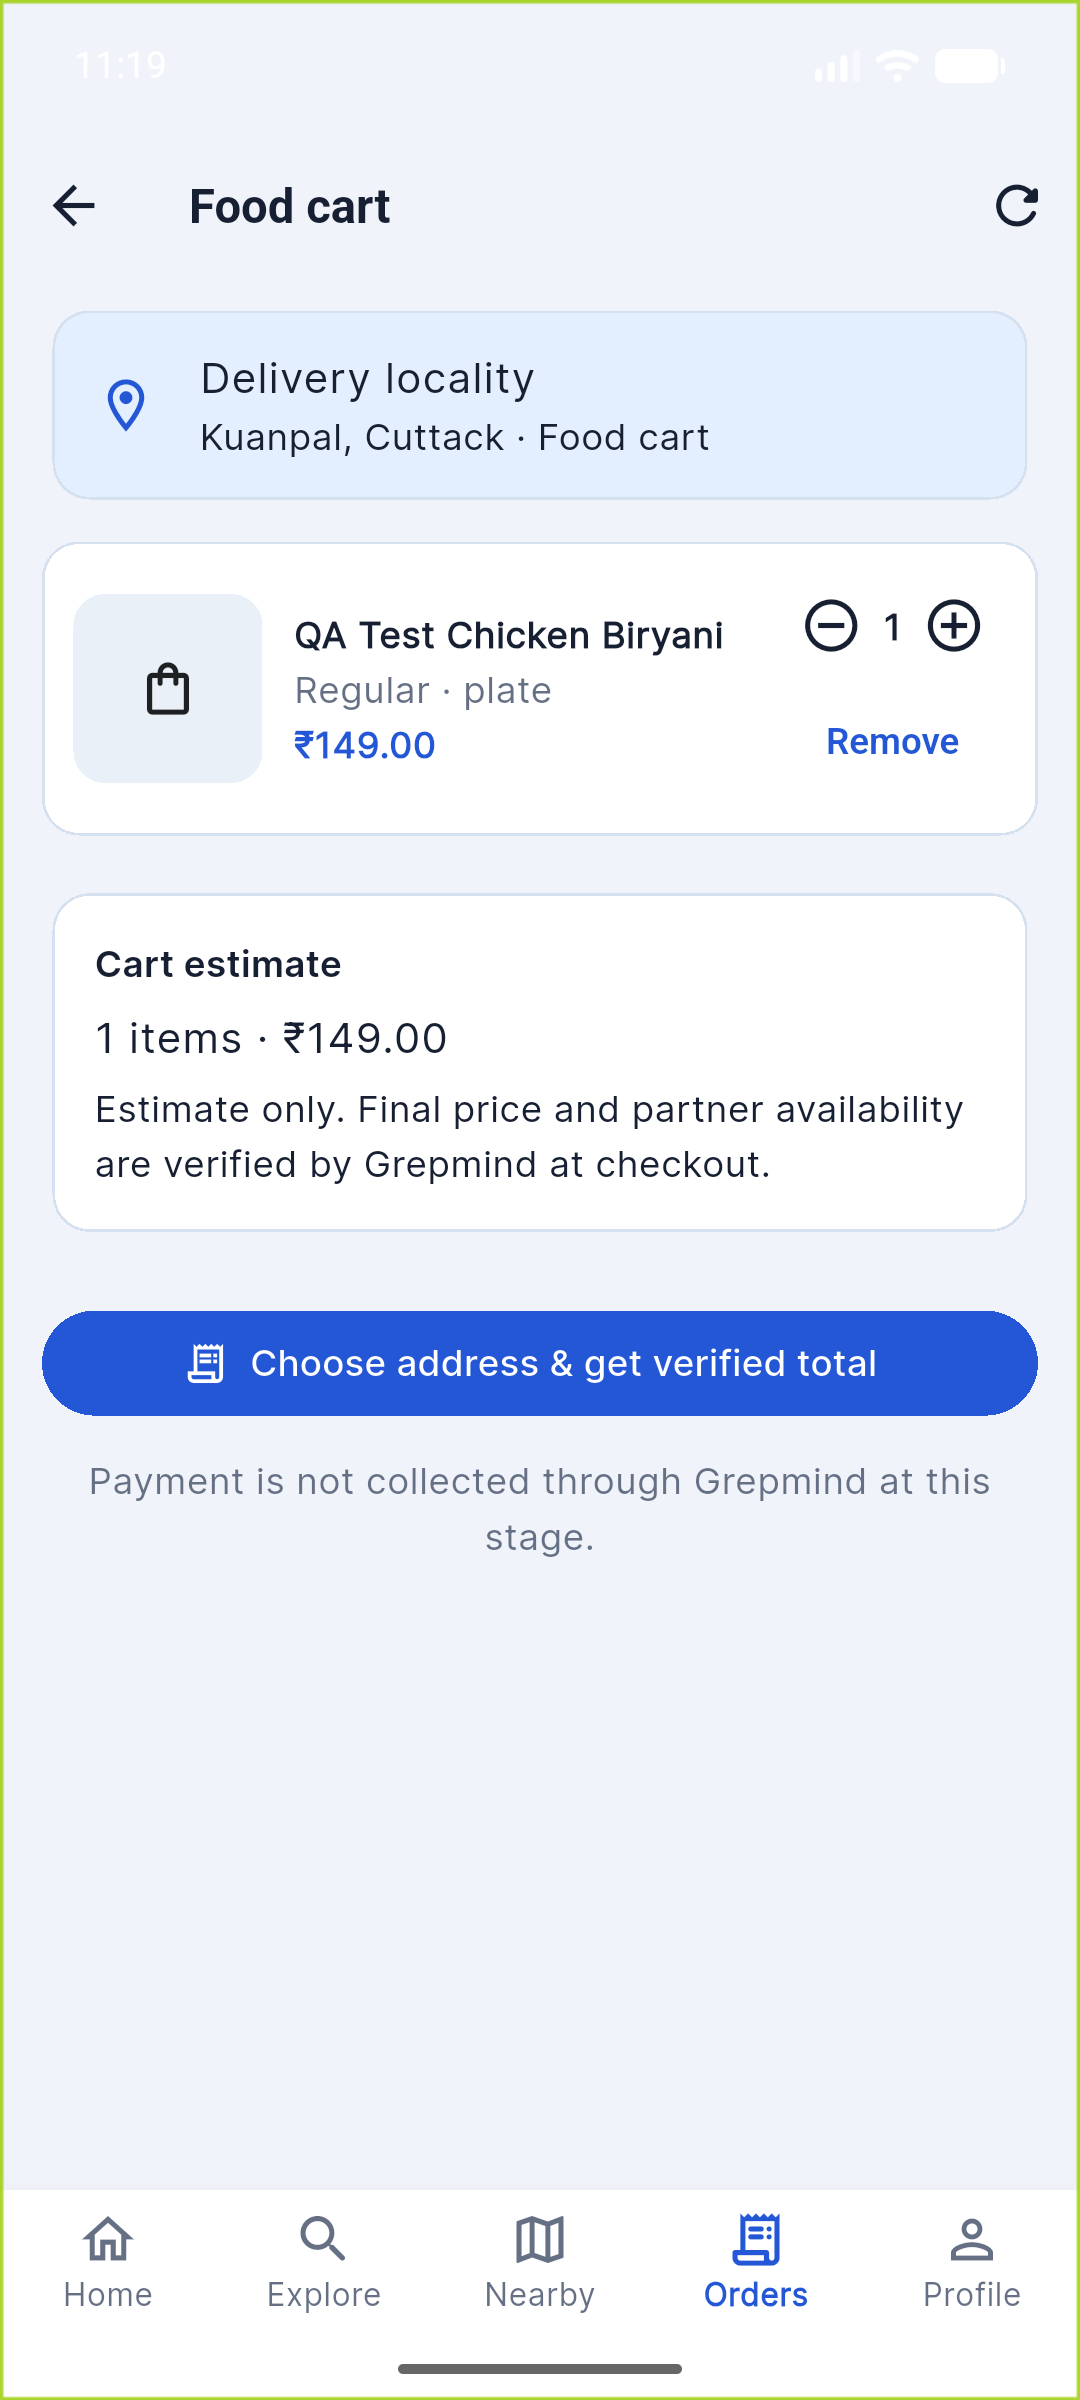 11:19
Food cart
Delivery locality
Kuanpal, Cuttack · Food cart
QA Test Chicken Biryani
1
Regular · plate
₹149.00
Remove
Cart estimate
1 items · ₹149.00
Estimate only. Final price and partner availability
are verified by Grepmind at checkout.
Choose address & get verified total
Payment is not collected through Grepmind at this
stage.
Home
Explore
Nearby
Orders
Profile